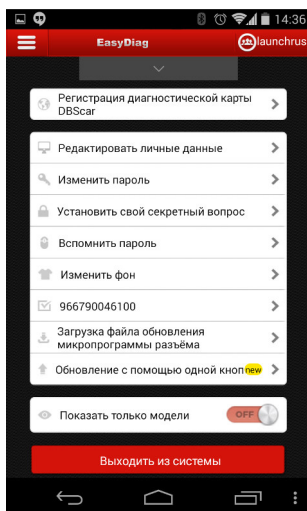 14:36
EasyDiag
launchrus
Регистрация диагностической карты
DBScar
Редактировать личные данные
Изменить пароль
Установить свой секретный вопрос
Вспомнить пароль
Изменить фон
966790046100
Загрузка файла обновления
микропрограммы разъёма
Обновление с помощью одной кноп new
Показать только модели
OFF
Выходить из системы